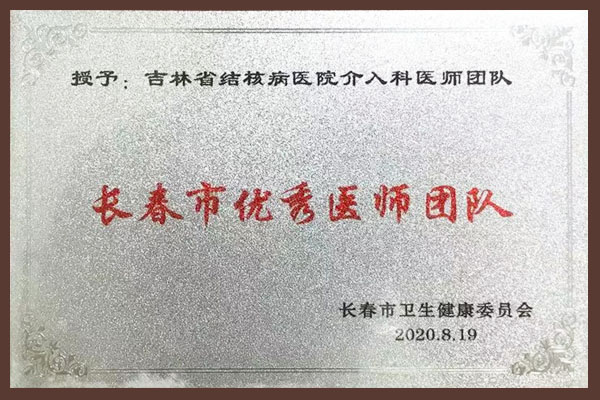 授予：吉林省结核病医院介入科医师团队
长春市优秀医师团队
长春市卫生健康委员会
2020.8.19